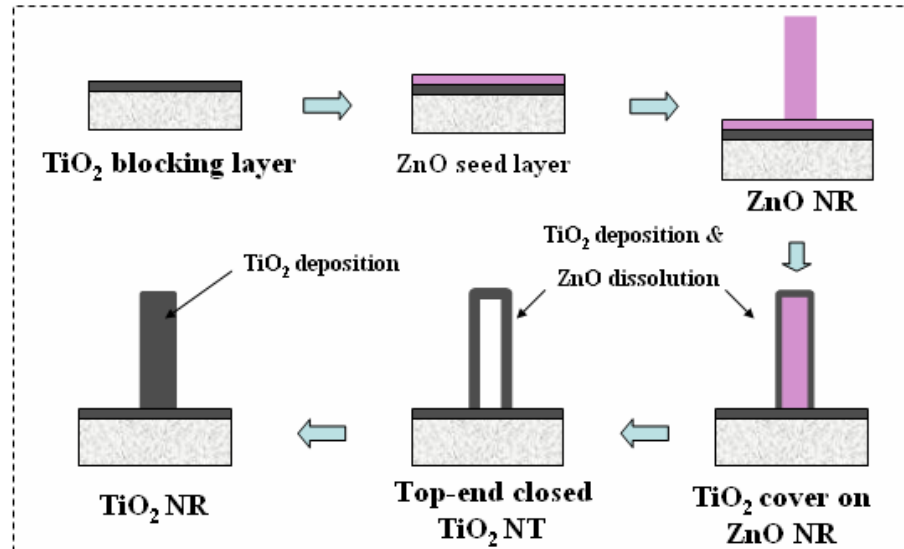 TiO₂ blocking layer
ZnO seed layer
ZnO NR
TiO₂ deposition &
ZnO dissolution
TiO₂ deposition
TiO₂ NR
Top-end closed
TiO₂ NT
TiO₂ cover on
ZnO NR